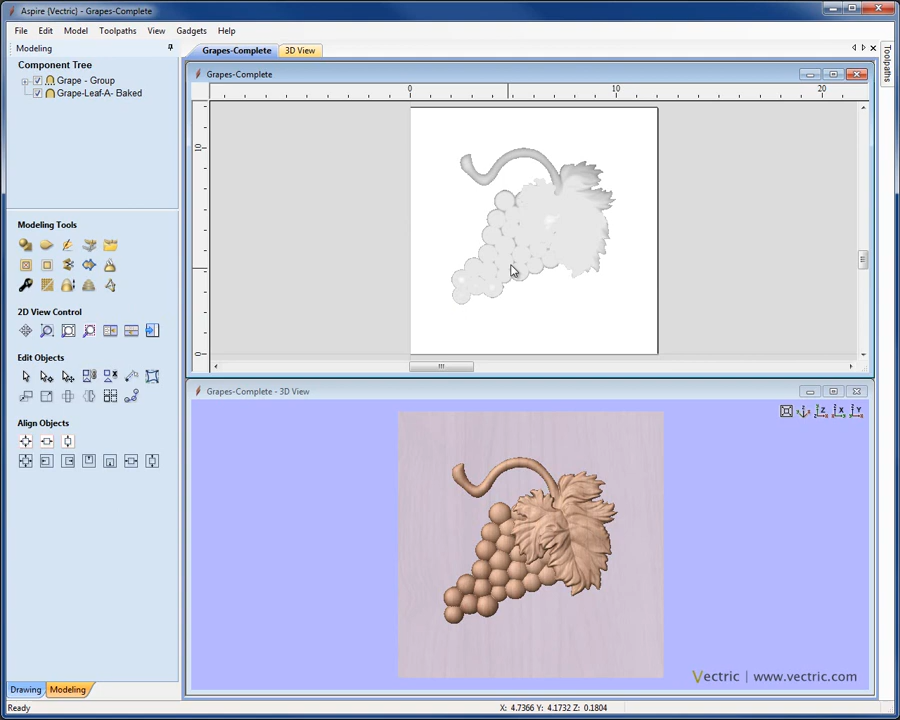 Aspire {Vectric} - Grapes-Complete
File Edit Model Toolpaths View Gadgets Help
Modeling
Component Tree
Grape - Group
Grape-Leaf-A- Baked
Modeling Tools
2D View Control
Edit Objects
Align Objects
Drawing Modeling
Grapes-Complete 3D View
Grapes-Complete
0 10 20
10
0
Grapes-Complete - 3D View
Z X Y
Vectric | www.vectric.com
Toolpaths
Ready
X: 4.7366 Y: 4.1732 Z: 0.1804